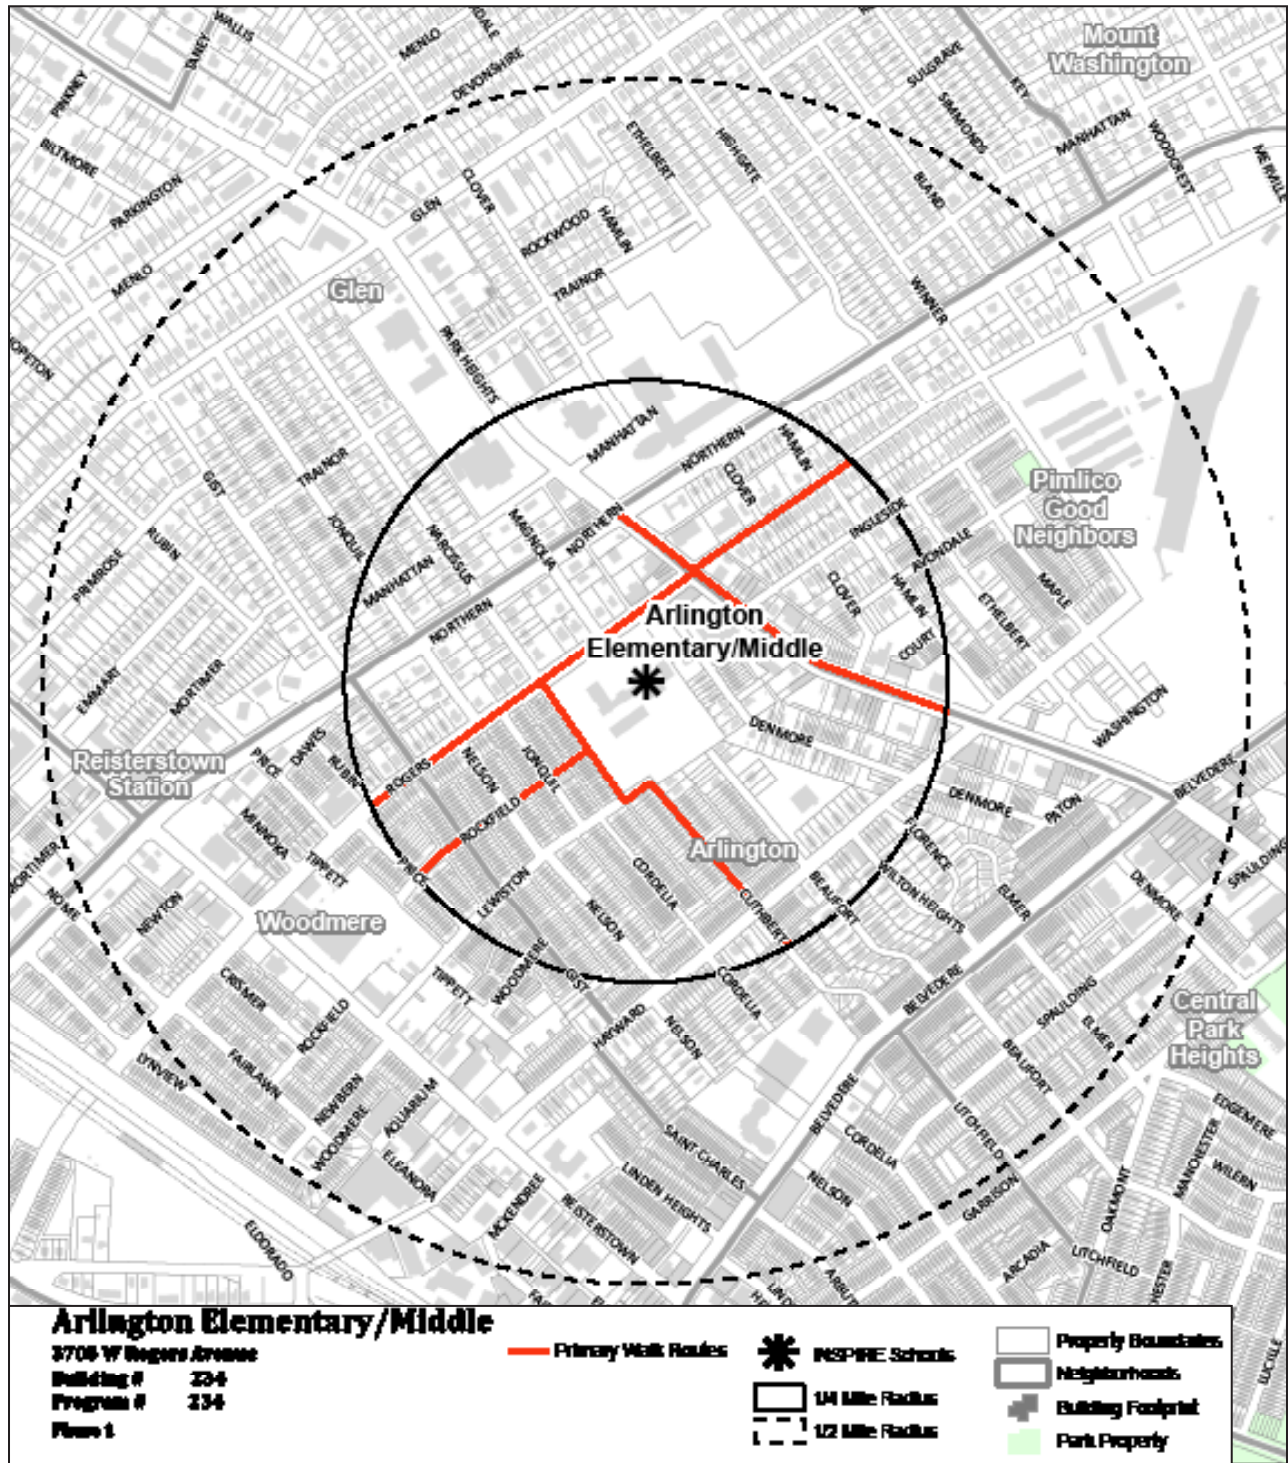 WALLIS
TANEY
PINKNEY
BILTMORE
PARKINGTON
MENLO
MENLO
DEVONSHIRE
CLOVER
GLEN
ROCKWOOD
HAMLIN
TRAINOR
ETHELBERT
HIGHGATE
SULGRAVE
SIMMONDS
KEY
MANHATTAN
WOODCREST
BLAND
WINNER
Mount
Washington
Glen
PARK HEIGHTS
MANHATTAN
NORTHERN
CLOVER
HAMLIN
GIST
TRAINOR
JONQUIL
NARCISSUS
MAGNOLIA
NORTHERN
MANHATTAN
NORTHERN
RUBIN
PRIMROSE
EMMART
MORTIMER
INGLESIDE
AVONDALE
CLOVER
HAMLIN
COURT
ETHELBERT
MAPLE
Pimlico
Good
Neighbors
Arlington
Elementary/Middle
WASHINGTON
BELVEDERE
DENMORE
DENMORE
PATON
Reisterstown
Station
PRICE
DAWES
RUBIN
ROGERS
NELSON
JONQUIL
ROCKFIELD
PRICE
MENLO
TIPPETT
Arlington
FLORENCE
WILTON HEIGHTS
ELMER
DENMORE
SPAULDING
BEAUFORT
CUTHBERT
CORDELIA
LEWISTON
NELSON
NEWTON
NOME
Woodmere
CRISMER
ROCKFIELD
FAIRLAWN
LYNVIEW
NEWBERN
WOODMERE
AQUARIUM
ELEANORA
TIPPETT
WOODMERE
GIST
HAYWARD
NELSON
CORDELIA
BELVEDERE
SPAULDING
ELMER
BEAUFORT
Central
Park
Heights
BELVEDERE
LITCHFIELD
CORDELIA
NELSON
SAINT CHARLES
LINDEN HEIGHTS
REISTERSTOWN
MCKENDREE
ELDORADO
GARRISON
ARCADIA
LITCHFIELD
OAKMONT
MANCHESTER
WILERN
EDGEMERE
LUCILLE
Arlington Elementary/Middle
3705 W Rogers Avenue
Building # 234
Program # 234
Primary Walk Routes
INSPIRE Schools
1/4 Mile Radius
1/2 Mile Radius
Property Boundaries
Neighborhoods
Building Footprint
Park Property